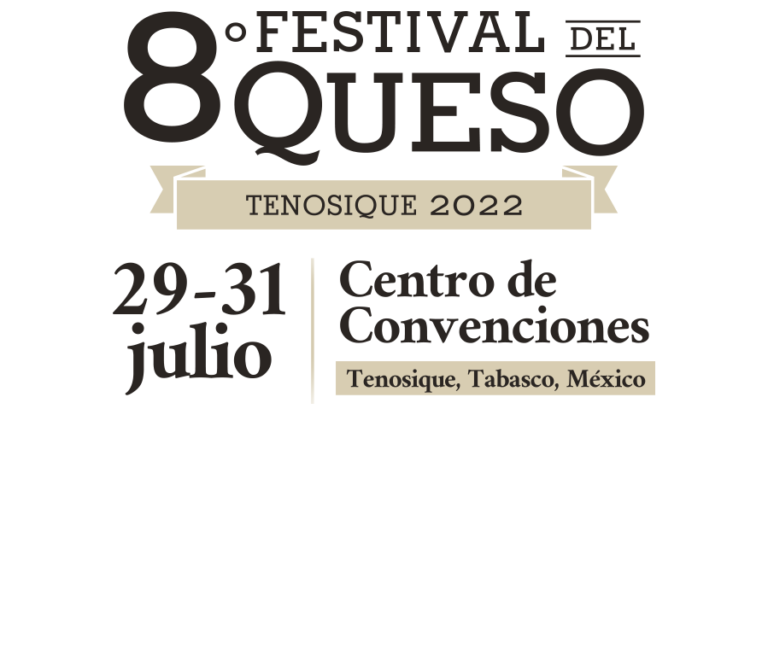 8° FESTIVAL DEL
QUESO
TENOSIQUE 2022
29-31
julio
Centro de
Convenciones
Tenosique, Tabasco, México